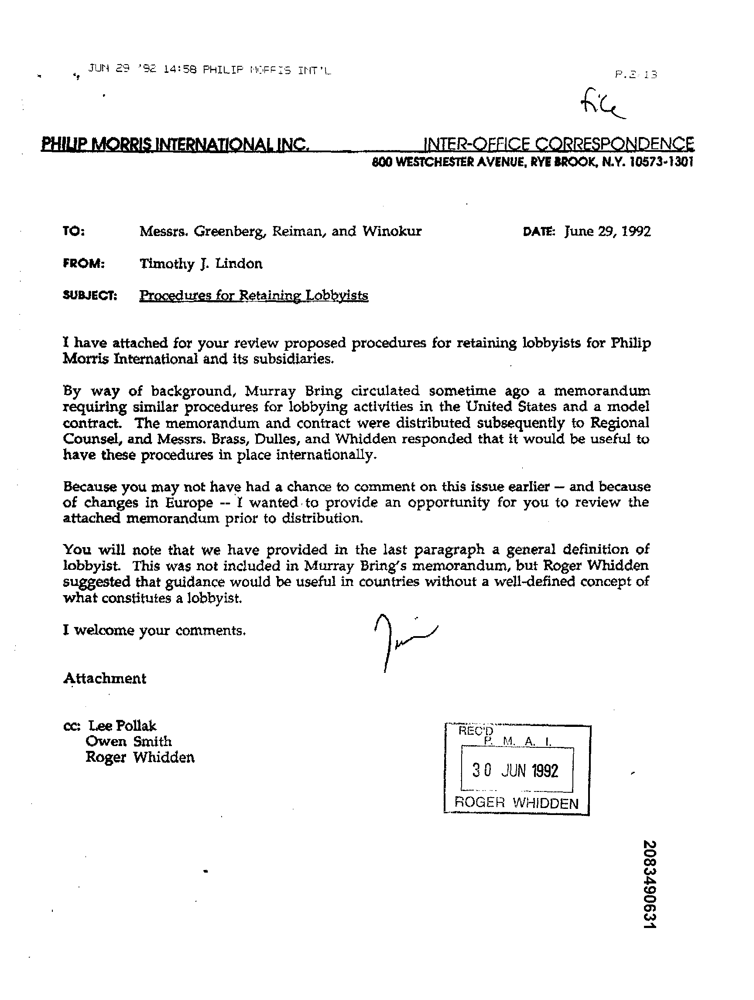 JUN 29 '92 14:58 PHILIP MORRIS INT'L P.2/13
file
PHILIP MORRIS INTERNATIONAL INC. INTER-OFFICE CORRESPONDENCE
800 WESTCHESTER AVENUE, RYE BROOK, N.Y. 10573-1301
TO: Messrs. Greenberg, Reiman, and Winokur DATE: June 29, 1992
FROM: Timothy J. Lindon
SUBJECT: Procedures for Retaining Lobbyists
I have attached for your review proposed procedures for retaining lobbyists for Philip
Morris International and its subsidiaries.
By way of background, Murray Bring circulated sometime ago a memorandum
requiring similar procedures for lobbying activities in the United States and a model
contract. The memorandum and contract were distributed subsequently to Regional
Counsel, and Messrs. Brass, Dulles, and Whidden responded that it would be useful to
have these procedures in place internationally.
Because you may not have had a chance to comment on this issue earlier – and because
of changes in Europe -- I wanted to provide an opportunity for you to review the
attached memorandum prior to distribution.
You will note that we have provided in the last paragraph a general definition of
lobbyist. This was not included in Murray Bring's memorandum, but Roger Whidden
suggested that guidance would be useful in countries without a well-defined concept of
what constitutes a lobbyist.
I welcome your comments.
Tim
Attachment
cc: Lee Pollak
Owen Smith
Roger Whidden
REC'D
P. M. A. I.
30 JUN 1992
ROGER WHIDDEN
2083490631